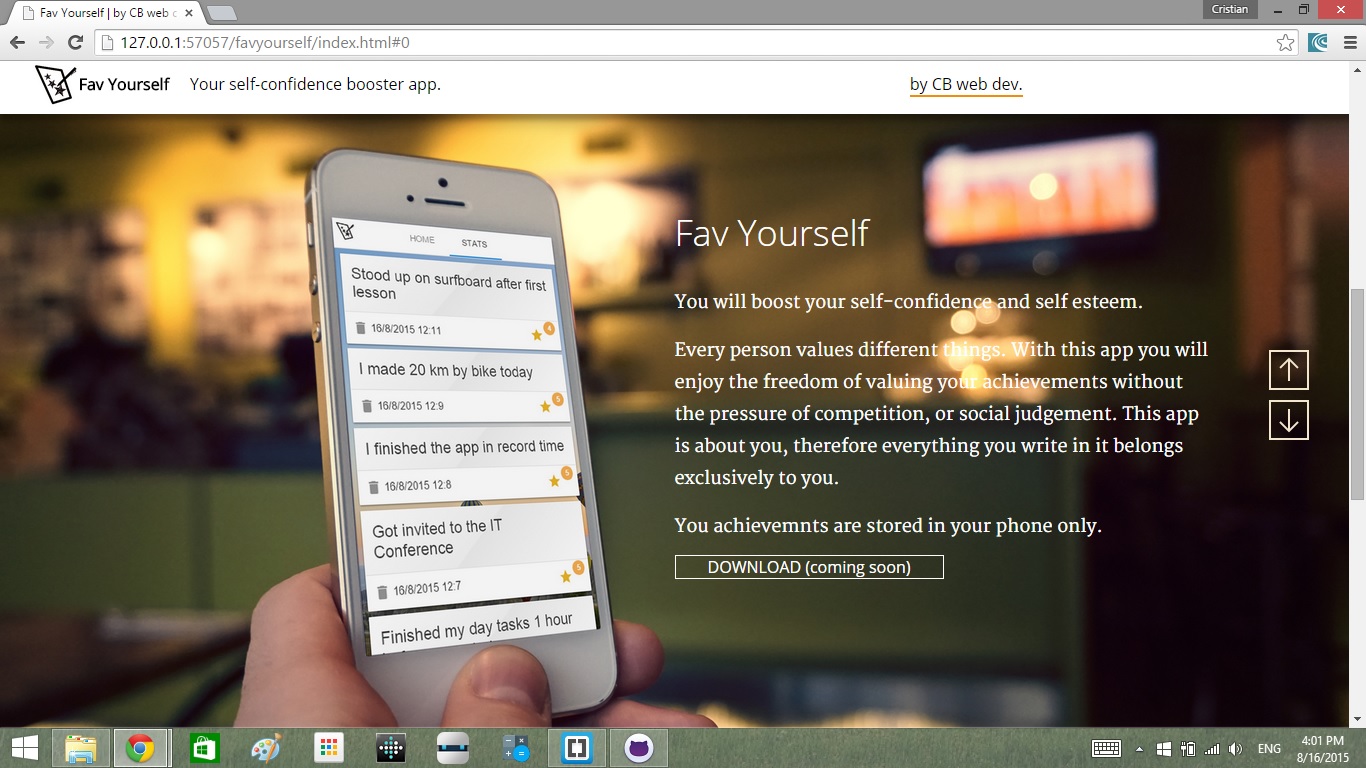 Cristian
Fav Yourself | by CB web c
127.0.0.1:57057/favyourself/index.html#0
Fav Yourself Your self-confidence booster app. by CB web dev.
HOME STATS
Stood up on surfboard after first
lesson
16/8/2015 12:11 4
I made 20 km by bike today
16/8/2015 12:9 5
I finished the app in record time
16/8/2015 12:8 5
Got invited to the IT
Conference
16/8/2015 12:7 5
Finished my day tasks 1 hour
Fav Yourself
You will boost your self-confidence and self esteem.
Every person values different things. With this app you will
enjoy the freedom of valuing your achievements without
the pressure of competition, or social judgement. This app
is about you, therefore everything you write in it belongs
exclusively to you.
You achievemnts are stored in your phone only.
DOWNLOAD (coming soon)
ENG
4:01 PM
8/16/2015